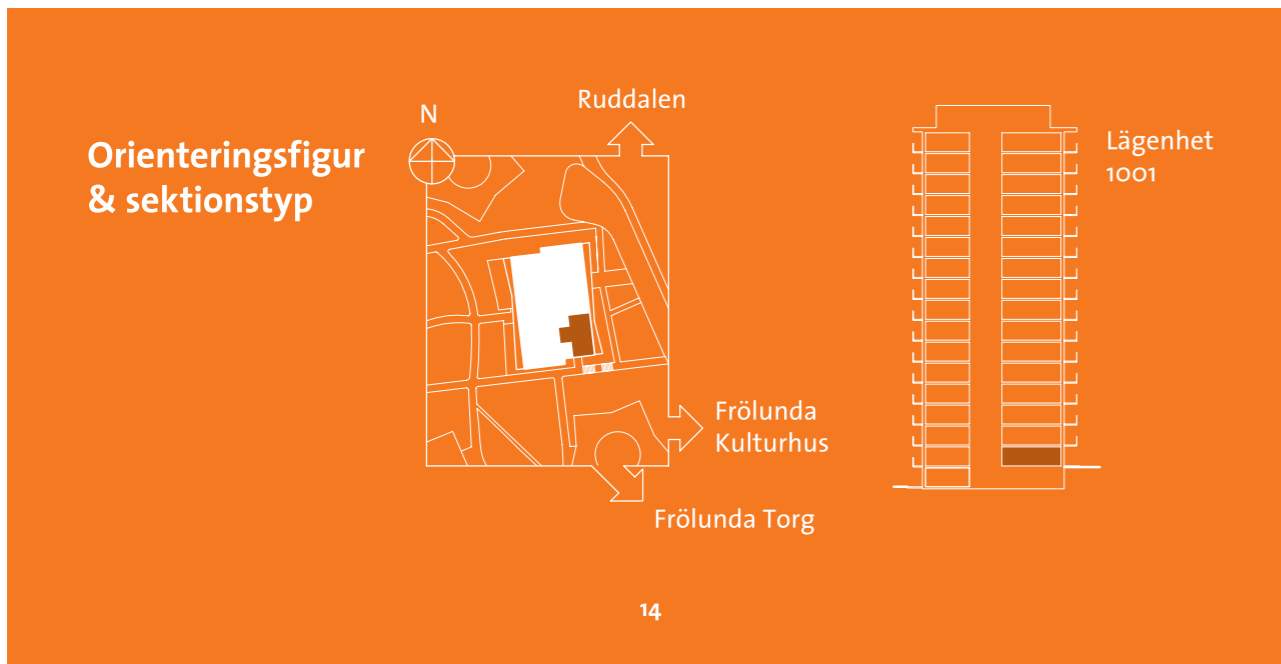 Orienteringsfigur
& sektionstyp
N
Ruddalen
Frölunda
Kulturhus
Frölunda Torg
Lägenhet
1001
14